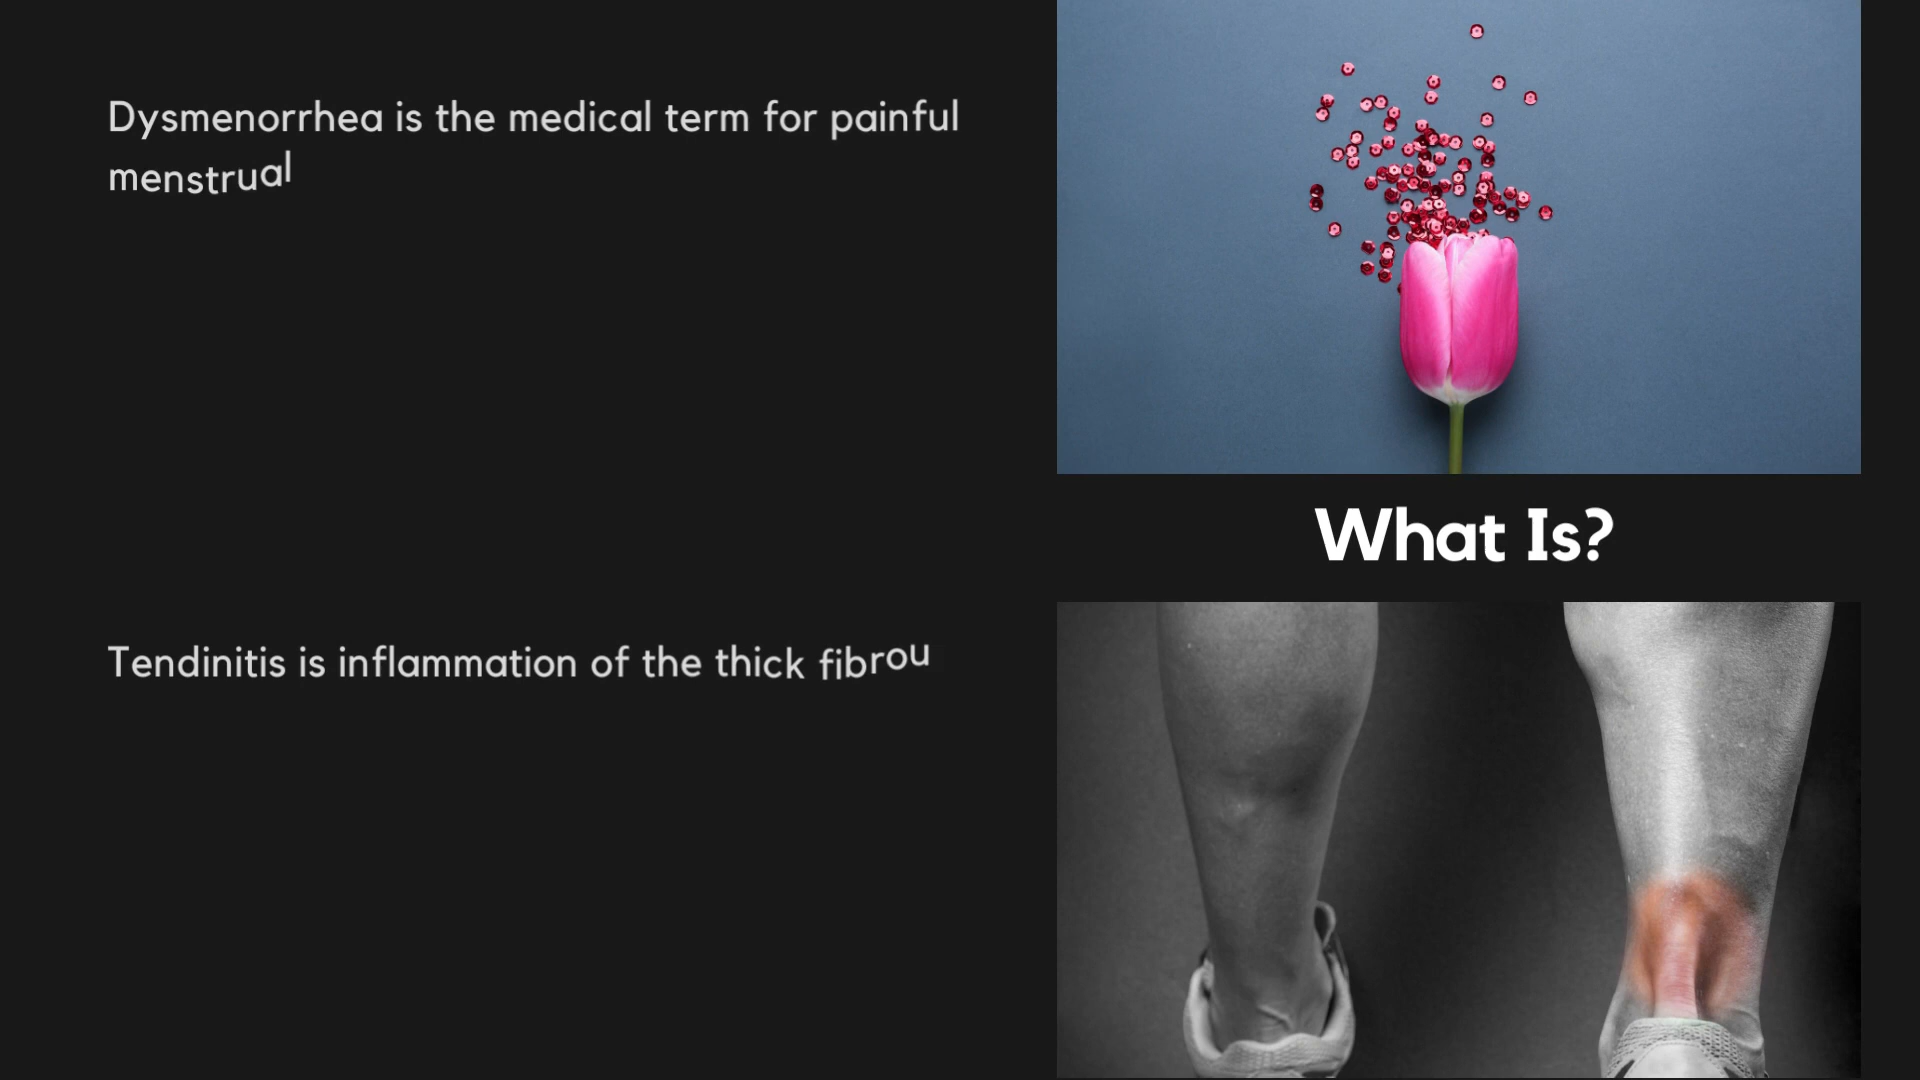 Dysmenorrhea is the medical term for painful
menstrual
What Is?
Tendinitis is inflammation of the thick fibrou